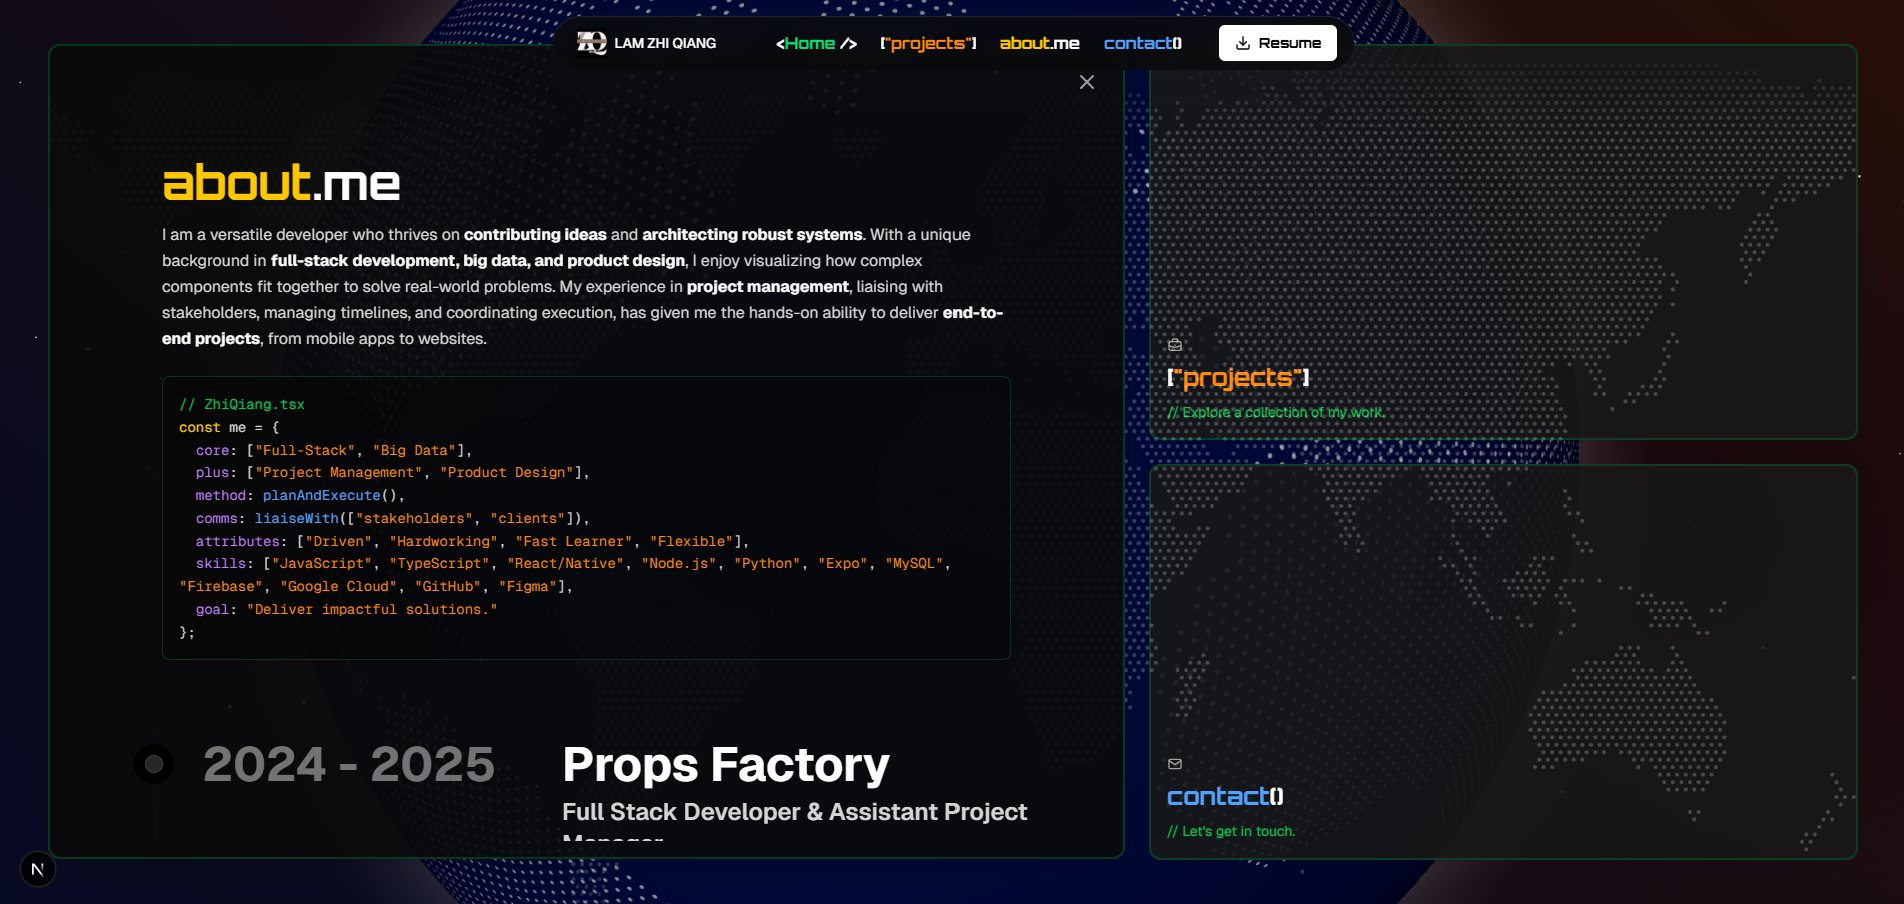 LAM ZHI QIANG
<Home />
["projects"]
about.me
contact()
Resume
about.me
I am a versatile developer who thrives on contributing ideas and architecting robust systems. With a unique
background in full-stack development, big data, and product design, I enjoy visualizing how complex
components fit together to solve real-world problems. My experience in project management, liaising with
stakeholders, managing timelines, and coordinating execution, has given me the hands-on ability to deliver end-to-
end projects, from mobile apps to websites.
// ZhiQiang.tsx
const me = {
  core: ["Full-Stack", "Big Data"],
  plus: ["Project Management", "Product Design"],
  method: planAndExecute(),
  comms: liaiseWith(["stakeholders", "clients"]),
  attributes: ["Driven", "Hardworking", "Fast Learner", "Flexible"],
  skills: ["JavaScript", "TypeScript", "React/Native", "Node.js", "Python", "Expo", "MySQL",
"Firebase", "Google Cloud", "GitHub", "Figma"],
  goal: "Deliver impactful solutions."
};
2024 - 2025
Props Factory
Full Stack Developer & Assistant Project
Manager
["projects"]
// Explore a collection of my work.
contact()
// Let's get in touch.
N